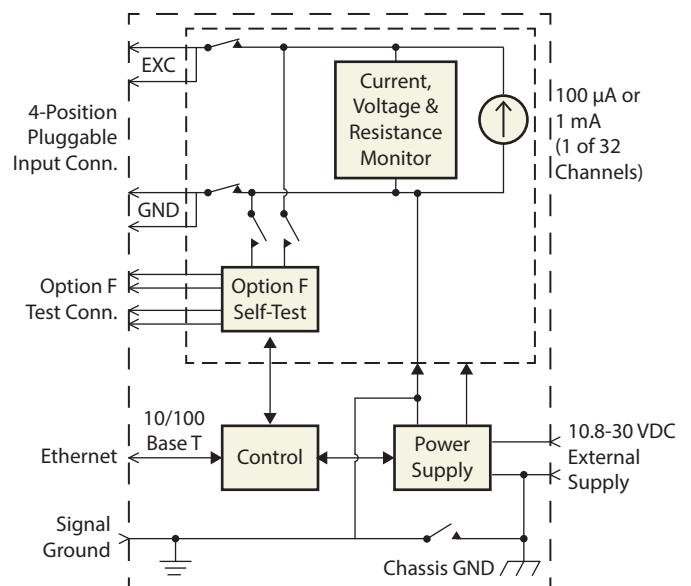 EXC
4-Position
Pluggable
Input Conn.
GND
Current,
Voltage &
Resistance
Monitor
100 µA or
1 mA
(1 of 32
Channels)
Option F
Test Conn.
Option F
Self-Test
10/100
Base T
Ethernet
Control
Power
Supply
10.8-30 VDC
External
Supply
Signal
Ground
Chassis GND